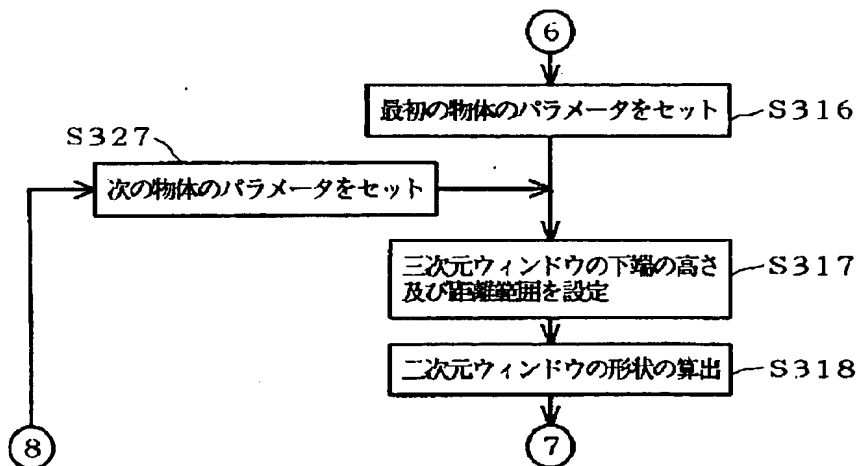 6
最初の物体のパラメータをセット
S316
S327
次の物体のパラメータをセット
三次元ウィンドウの下端の高さ
及び距離範囲を設定
S317
二次元ウィンドウの形状の算出
S318
8
7